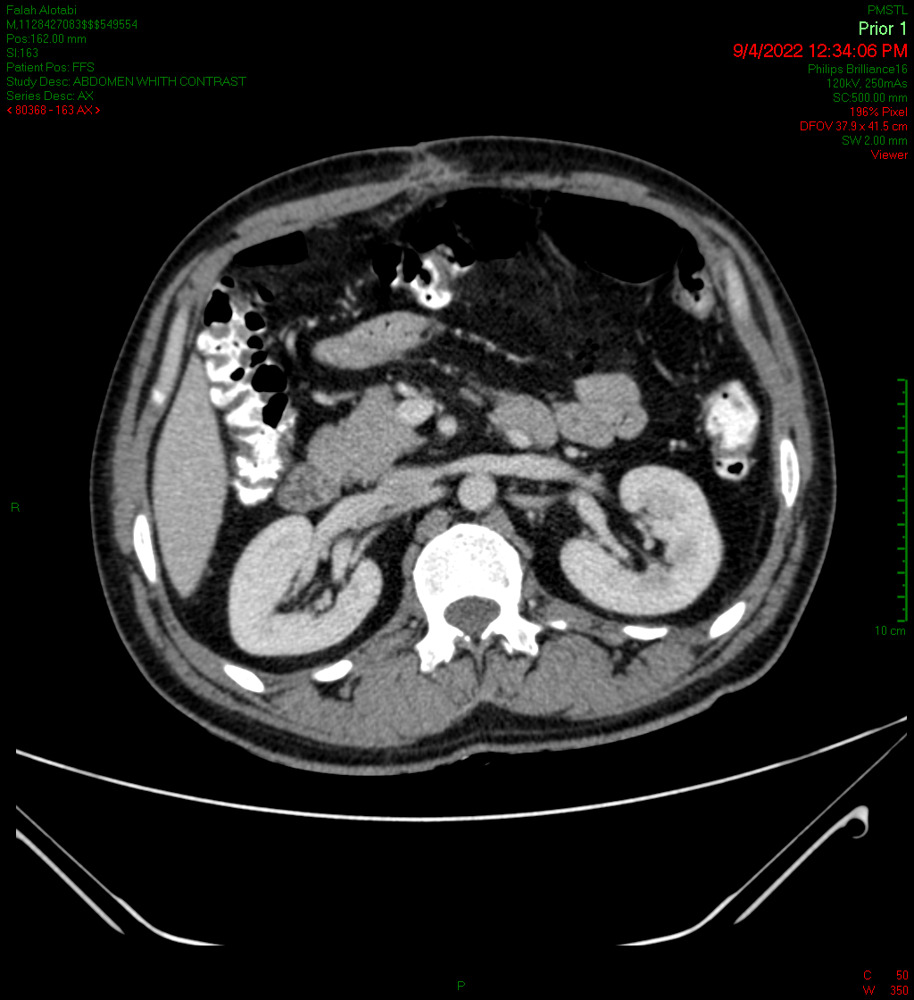 Falah Alotabi
M,1128427083$$$549554
Pos:162.00 mm
SI:163
Patient Pos: FFS
Study Desc: ABDOMEN WHITH CONTRAST
Series Desc: AX
< 80368 - 163 AX >
PMSTL
Prior 1
9/4/2022 12:34:06 PM
Philips Brilliance16
120kV, 250mAs
SC:500.00 mm
196% Pixel
DFOV 37.9 x 41.5 cm
SW 2.00 mm
Viewer
R
10 cm
P
C 50
W 350